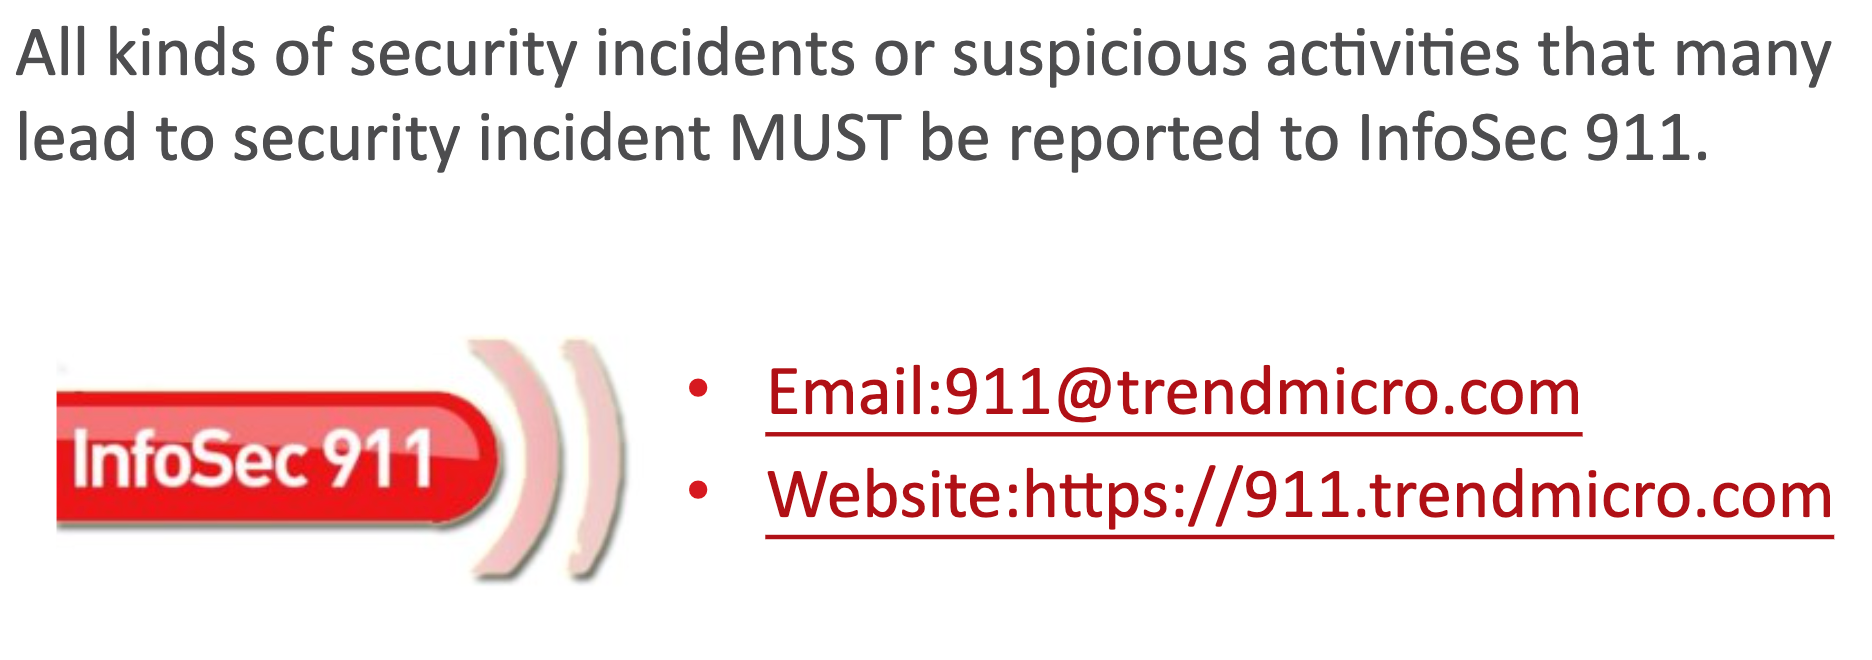 All kinds of security incidents or suspicious activities that many
lead to security incident MUST be reported to InfoSec 911.
InfoSec 911
• Email:911@trendmicro.com
• Website:https://911.trendmicro.com